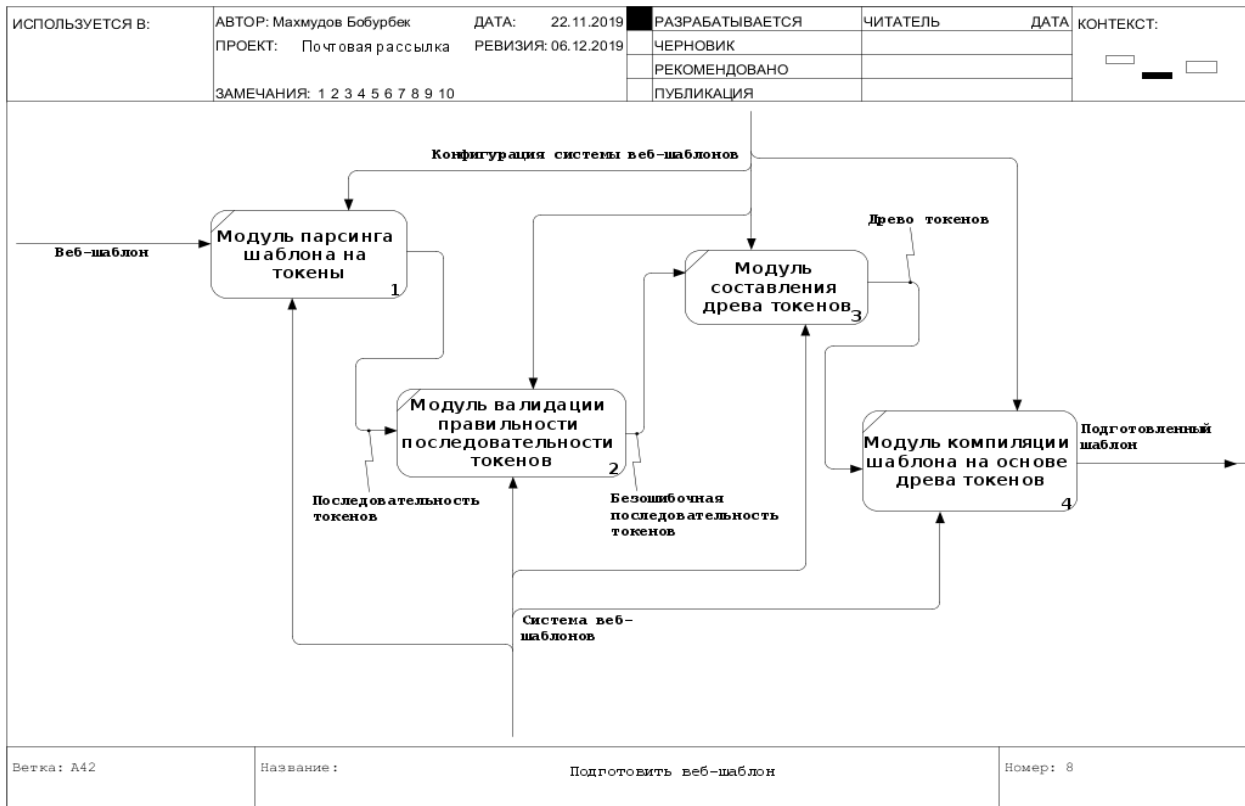 ИСПОЛЬЗУЕТСЯ В:
АВТОР: Махмудов Бобурбек
ДАТА: 22.11.2019
ПРОЕКТ: Почтовая рассылка
РЕВИЗИЯ: 06.12.2019
ЗАМЕЧАНИЯ: 1 2 3 4 5 6 7 8 9 10
РАЗРАБАТЫВАЕТСЯ
ЧЕРНОВИК
РЕКОМЕНДОВАНО
ПУБЛИКАЦИЯ
ЧИТАТЕЛЬ
ДАТА
КОНТЕКСТ:
Конфигурация системы веб-шаблонов
Веб-шаблон
Модуль парсинга
шаблона на
токены
1
Древо токенов
Модуль
составления
древа токенов
3
Модуль валидации
правильности
последовательности
токенов
2
Модуль компиляции
шаблона на основе
древа токенов
4
Подготовленный
шаблон
Последовательность
токенов
Безошибочная
последовательность
токенов
Система веб-
шаблонов
Ветка: A42
Название:
Подготовить веб-шаблон
Номер: 8